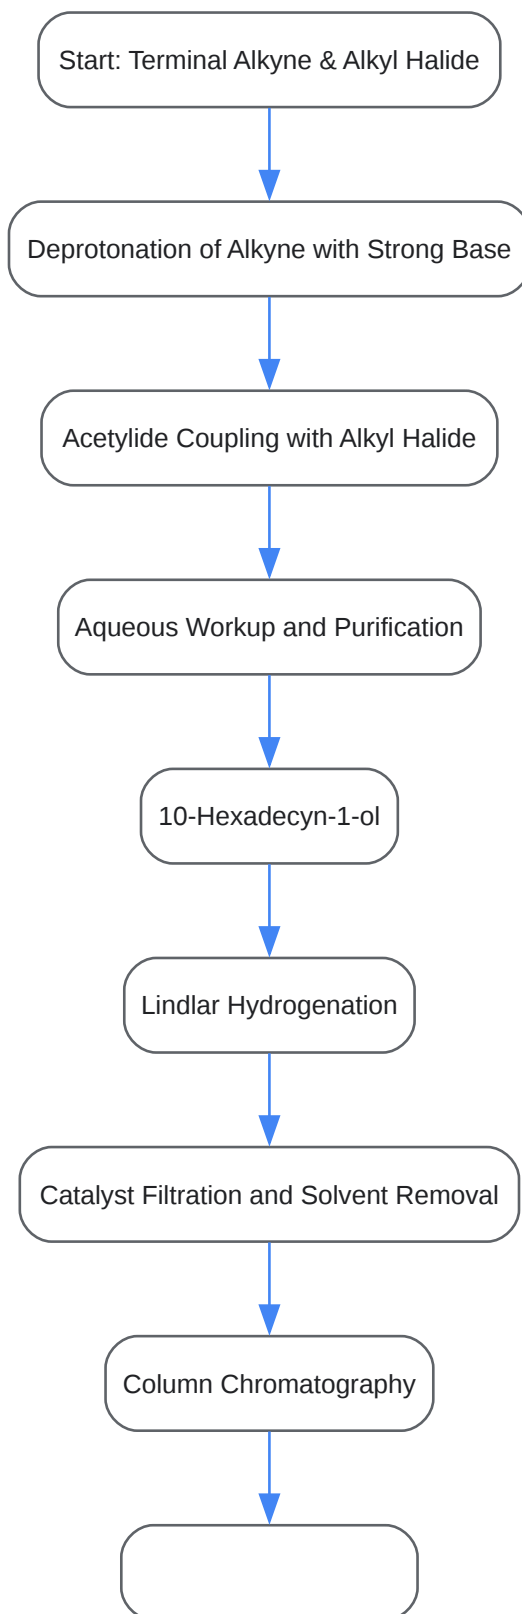 Start: Terminal Alkyne & Alkyl Halide
Deprotonation of Alkyne with Strong Base
Acetylide Coupling with Alkyl Halide
Aqueous Workup and Purification
10-Hexadecyn-1-ol
Lindlar Hydrogenation
Catalyst Filtration and Solvent Removal
Column Chromatography